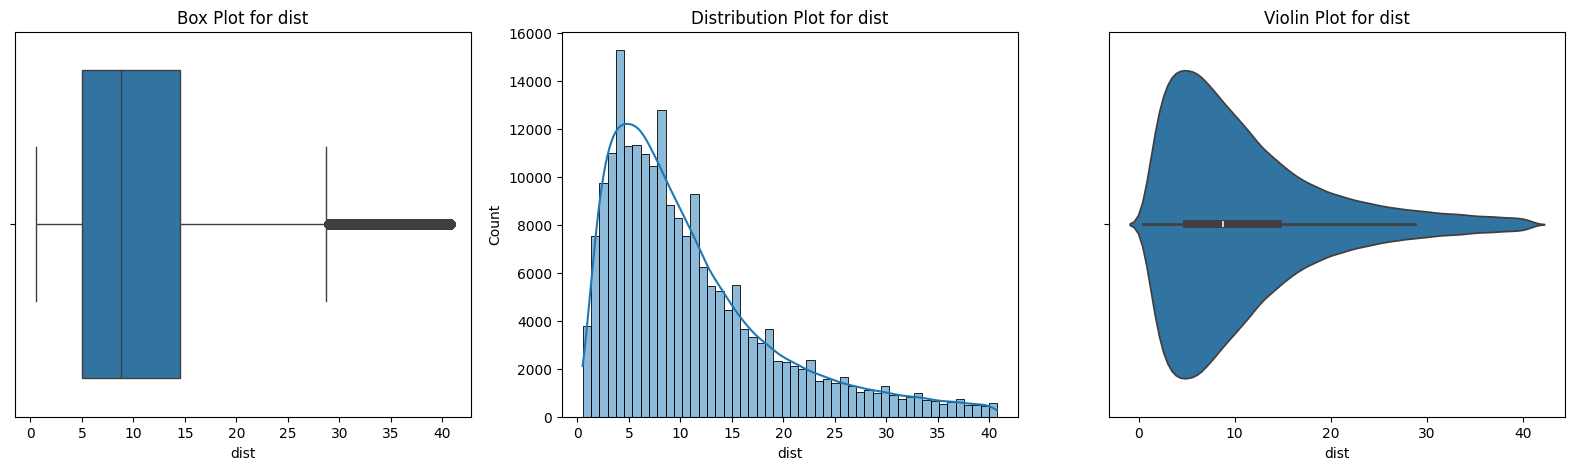 Box Plot for dist
0 5 10 15 20 25 30 35 40
dist
Distribution Plot for dist
16000
14000
12000
10000
8000
6000
4000
2000
0
Count
0 5 10 15 20 25 30 35 40
dist
Violin Plot for dist
0 10 20 30 40
dist